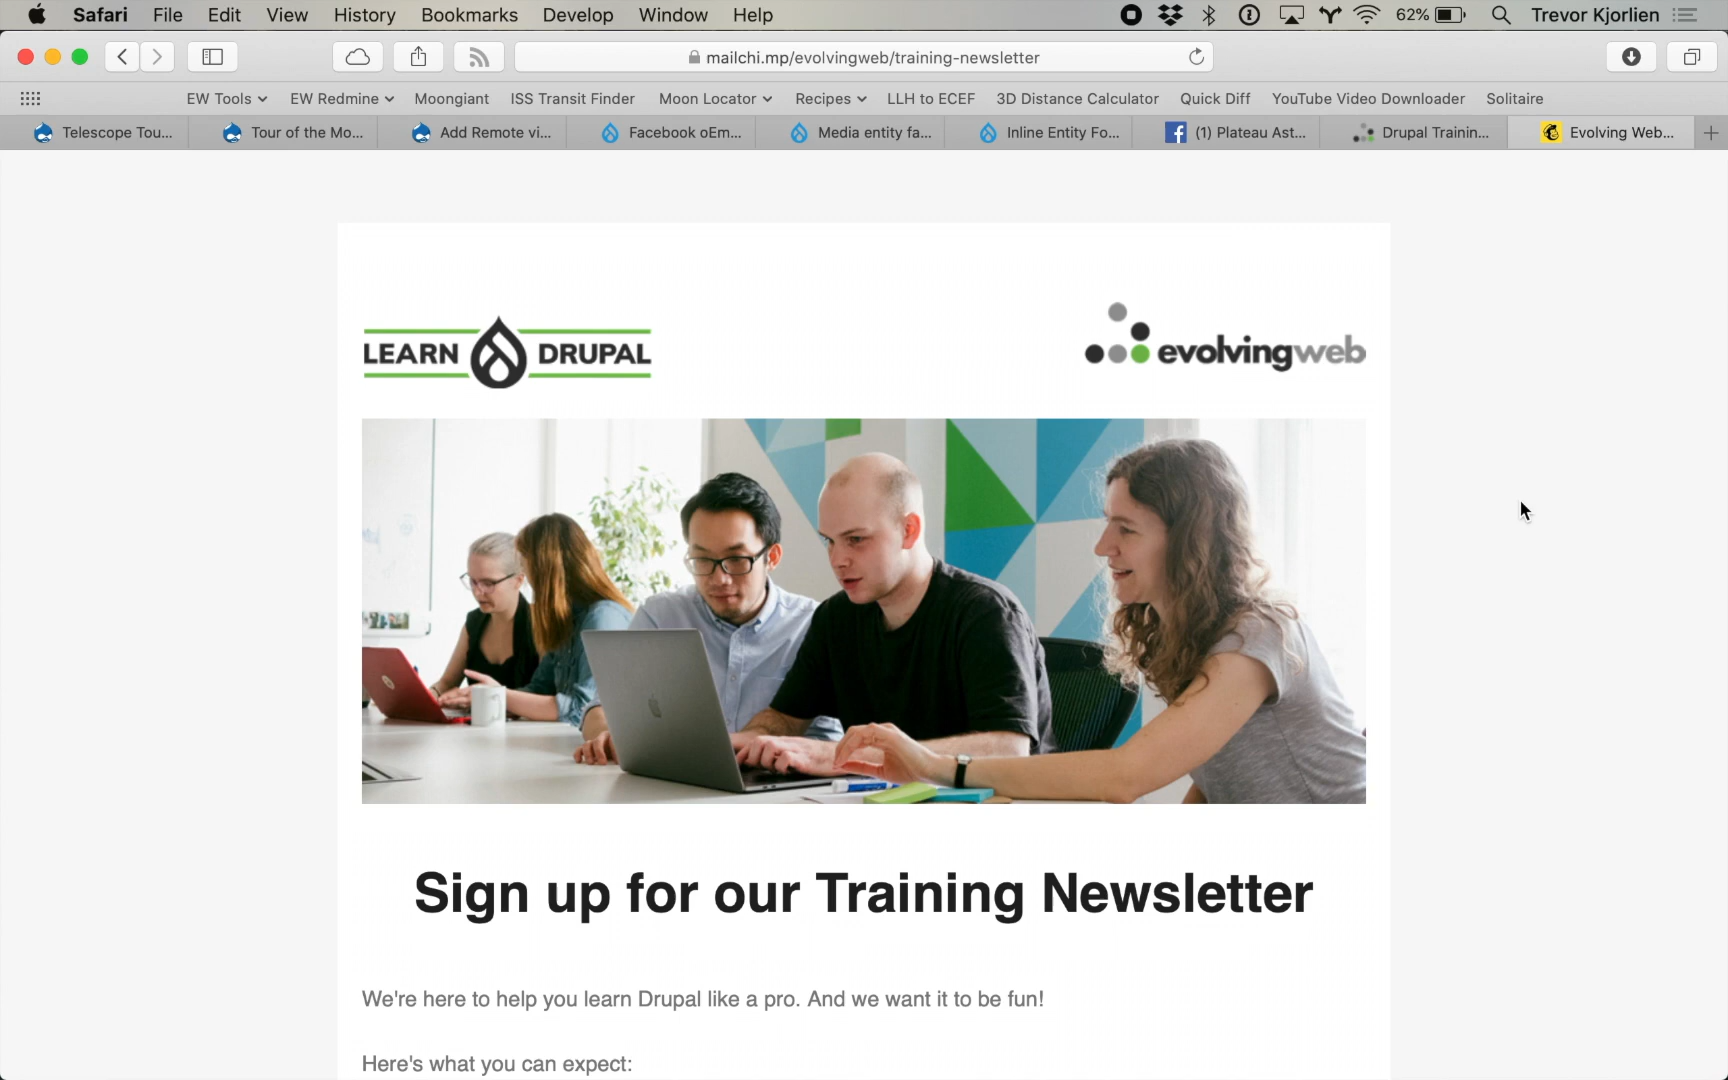 Safari File Edit View History Bookmarks Develop Window Help 62% Trevor Kjorlien
mailchi.mp/evolvingweb/training-newsletter
EW Tools EW Redmine Moongiant ISS Transit Finder Moon Locator Recipes LLH to ECEF 3D Distance Calculator Quick Diff YouTube Video Downloader Solitaire
Telescope Tou... Tour of the Mo... Add Remote vi... Facebook oEm... Media entity fa... Inline Entity Fo... (1) Plateau Ast... Drupal Trainin... Evolving Web...
LEARN DRUPAL
evolvingweb
Sign up for our Training Newsletter
We're here to help you learn Drupal like a pro. And we want it to be fun!
Here's what you can expect: